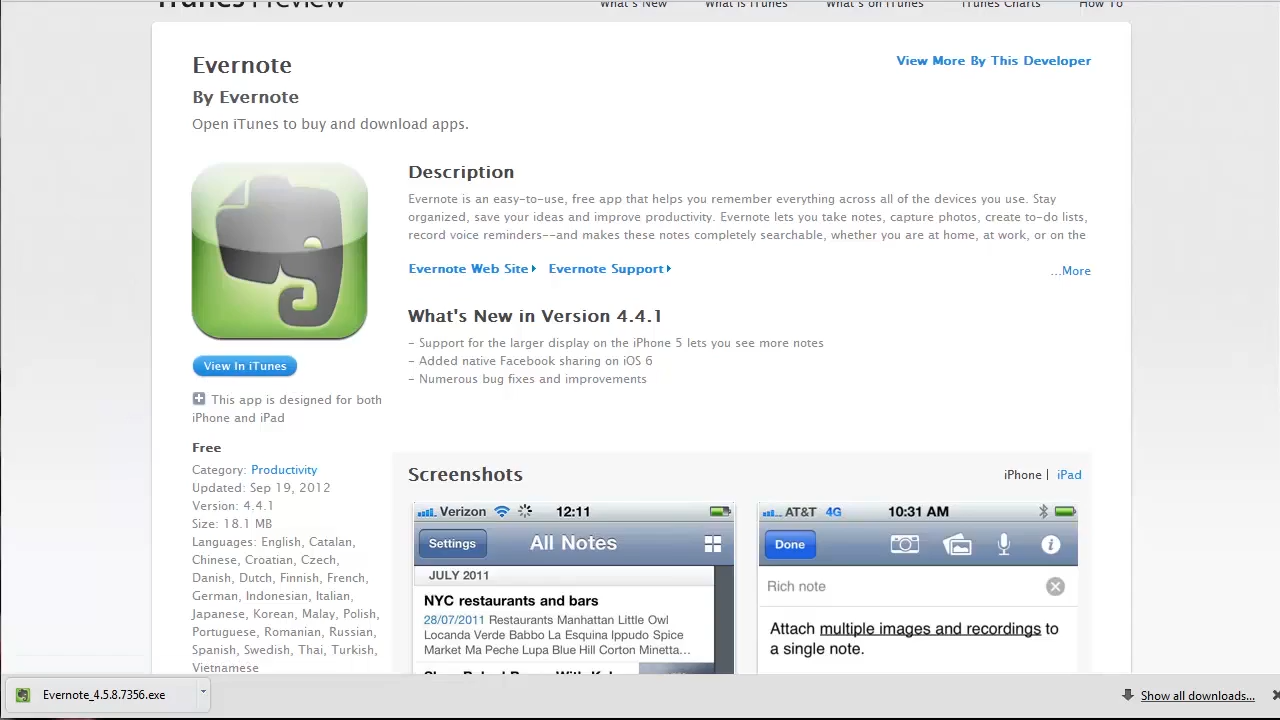 iTunes Preview
What's New What is iTunes What's on iTunes iTunes Charts How To
Evernote
View More By This Developer
By Evernote
Open iTunes to buy and download apps.
Description
Evernote is an easy-to-use, free app that helps you remember everything across all of the devices you use. Stay
organized, save your ideas and improve productivity. Evernote lets you take notes, capture photos, create to-do lists,
record voice reminders--and makes these notes completely searchable, whether you are at home, at work, or on the
Evernote Web Site Evernote Support ...More
What's New in Version 4.4.1
- Support for the larger display on the iPhone 5 lets you see more notes
- Added native Facebook sharing on iOS 6
- Numerous bug fixes and improvements
View In iTunes
This app is designed for both
iPhone and iPad
Free
Category: Productivity
Updated: Sep 19, 2012
Version: 4.4.1
Size: 18.1 MB
Languages: English, Catalan,
Chinese, Croatian, Czech,
Danish, Dutch, Finnish, French,
German, Indonesian, Italian,
Japanese, Korean, Malay, Polish,
Portuguese, Romanian, Russian,
Spanish, Swedish, Thai, Turkish,
Vietnamese
Screenshots
iPhone | iPad
Verizon 12:11
Settings All Notes
JULY 2011
NYC restaurants and bars
28/07/2011 Restaurants Manhattan Little Owl
Locanda Verde Babbo La Esquina Ippudo Spice
Market Ma Peche Lupa Blue Hill Corton Minetta...
AT&T 4G 10:31 AM
Done
Rich note
Attach multiple images and recordings to
a single note.
Evernote_4.5.8.7356.exe
Show all downloads...